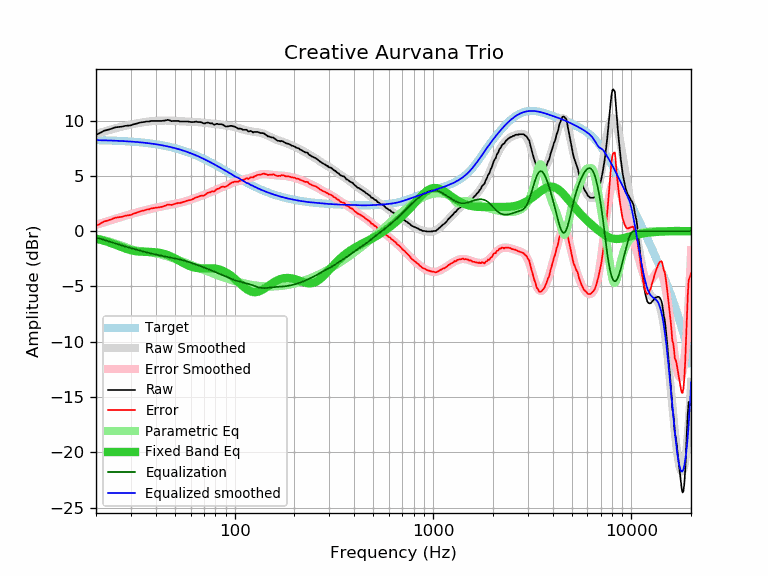 Creative Aurvana Trio
Amplitude (dBr)
10
5
0
−5
−10
−15
−20
−25
Target
Raw Smoothed
Error Smoothed
Raw
Error
Parametric Eq
Fixed Band Eq
Equalization
Equalized smoothed
100 1000 10000
Frequency (Hz)